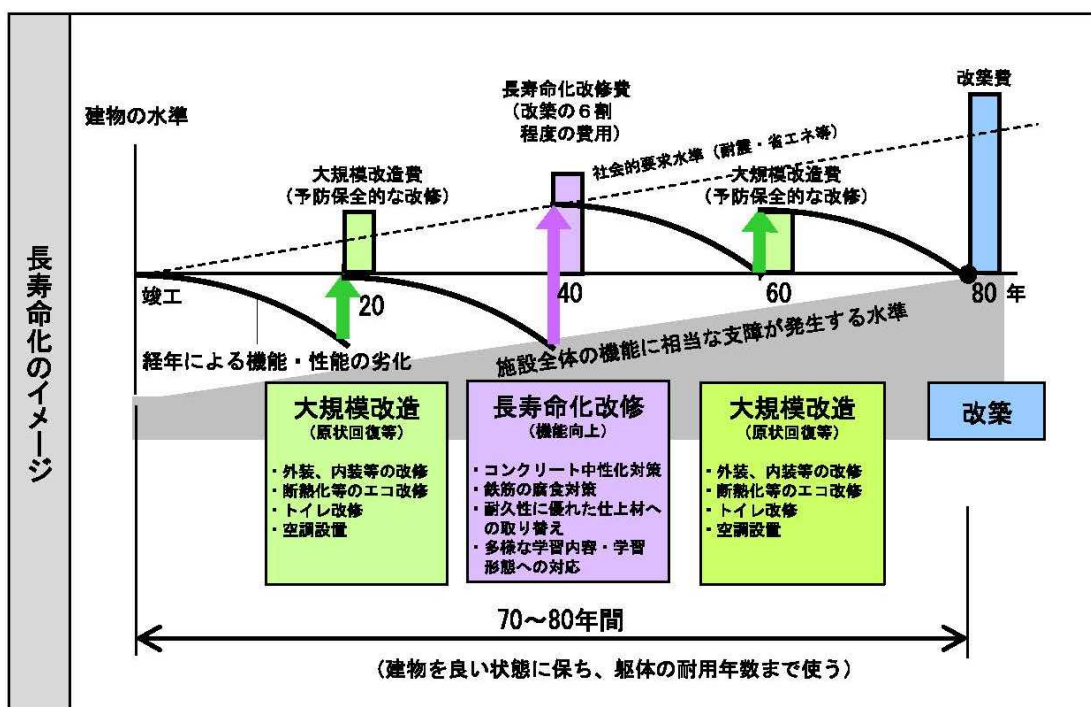 長寿命化のイメージ
建物の水準
長寿命化改修費
(改築の6割
程度の費用)
改築費
社会的要求水準(耐震・省エネ等)
大規模改造費
(予防保全的な改修)
大規模改造費
(予防保全的な改修)
竣工
20
40
60
80 年
経年による機能・性能の劣化
施設全体の機能に相当な支障が発生する水準
大規模改造
(原状回復等)
・外装、内装等の改修
・断熱化等のエコ改修
・トイレ改修
・空調設置
長寿命化改修
(機能向上)
・コンクリート中性化対策
・鉄筋の腐食対策
・耐久性に優れた仕上材へ
の取り替え
・多様な学習内容・学習
形態への対応
大規模改造
(原状回復等)
・外装、内装等の改修
・断熱化等のエコ改修
・トイレ改修
・空調設置
改築
70~80年間
(建物を良い状態に保ち、躯体の耐用年数まで使う)